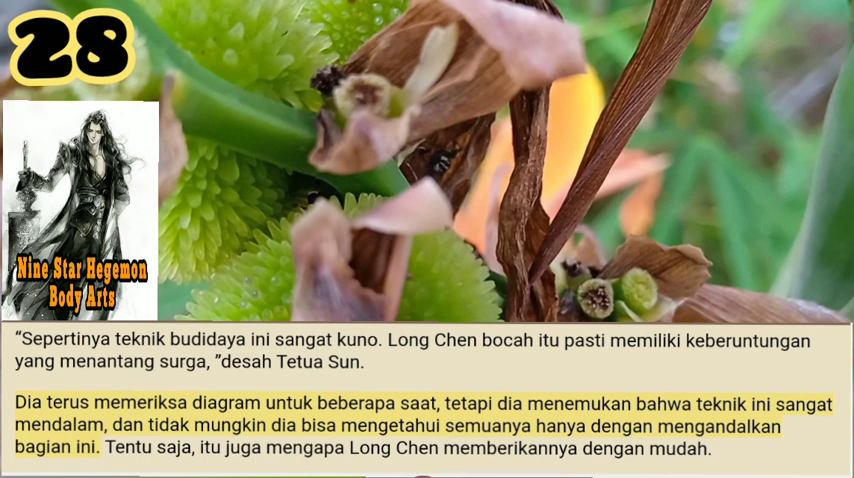 28
Nine Star Hegemon
Body Arts
“Sepertinya teknik budidaya ini sangat kuno. Long Chen bocah itu pasti memiliki keberuntungan
yang menantang surga, ”desah Tetua Sun.
Dia terus memeriksa diagram untuk beberapa saat, tetapi dia menemukan bahwa teknik ini sangat
mendalam, dan tidak mungkin dia bisa mengetahui semuanya hanya dengan mengandalkan
bagian ini. Tentu saja, itu juga mengapa Long Chen memberikannya dengan mudah.